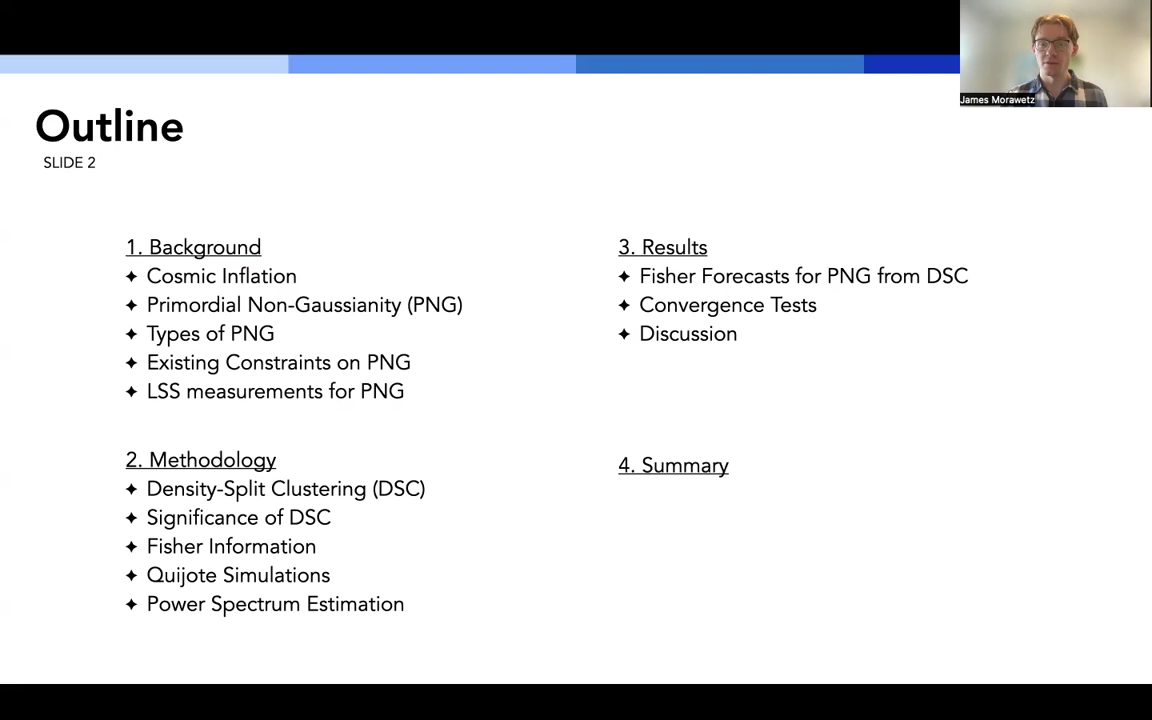 James Morawetz
Outline
SLIDE 2
1. Background
✦ Cosmic Inflation
✦ Primordial Non-Gaussianity (PNG)
✦ Types of PNG
✦ Existing Constraints on PNG
✦ LSS measurements for PNG
2. Methodology
✦ Density-Split Clustering (DSC)
✦ Significance of DSC
✦ Fisher Information
✦ Quijote Simulations
✦ Power Spectrum Estimation
3. Results
✦ Fisher Forecasts for PNG from DSC
✦ Convergence Tests
✦ Discussion
4. Summary